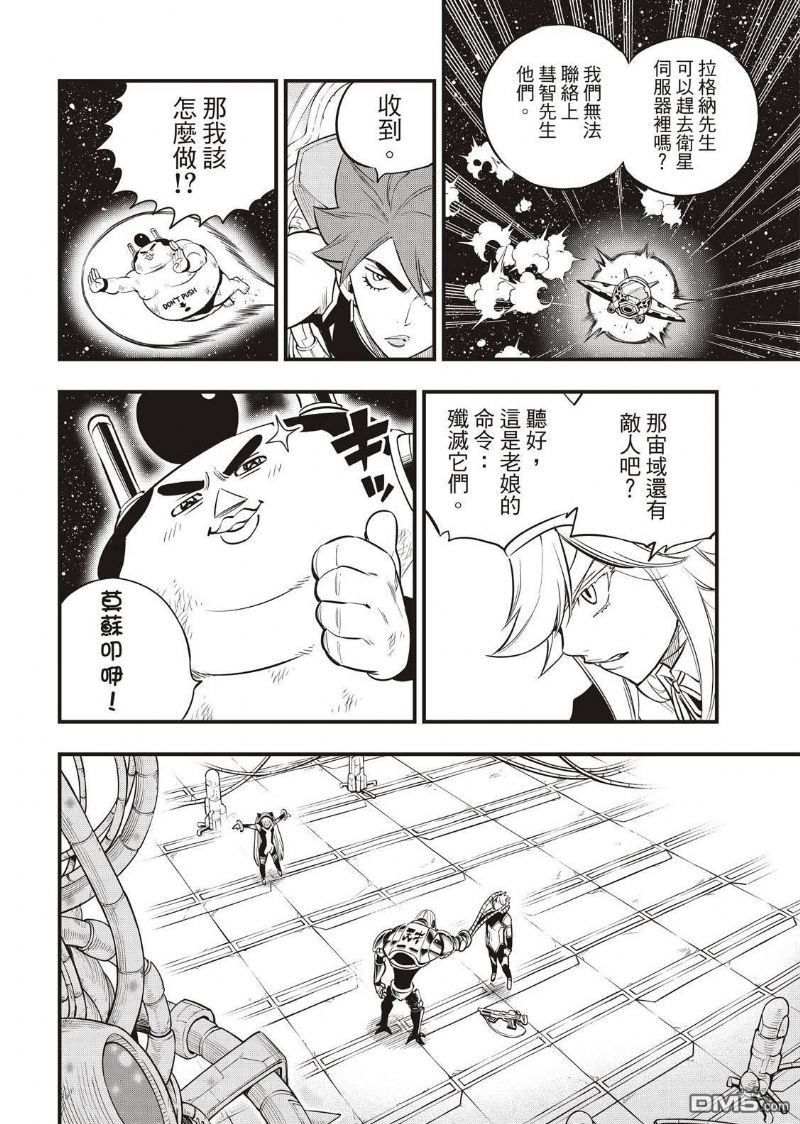 拉格納先生
可以趕去衛星
伺服器裡嗎？
我們無法
聯絡上
彗智先生
他們。
收到。
那我該
怎麼做!?
DON'T PUSH
那宙域還有
敵人吧？
聽好，
這是老娘的
命令：
殲滅它們。
莫蘇叩呷！
DM5.com